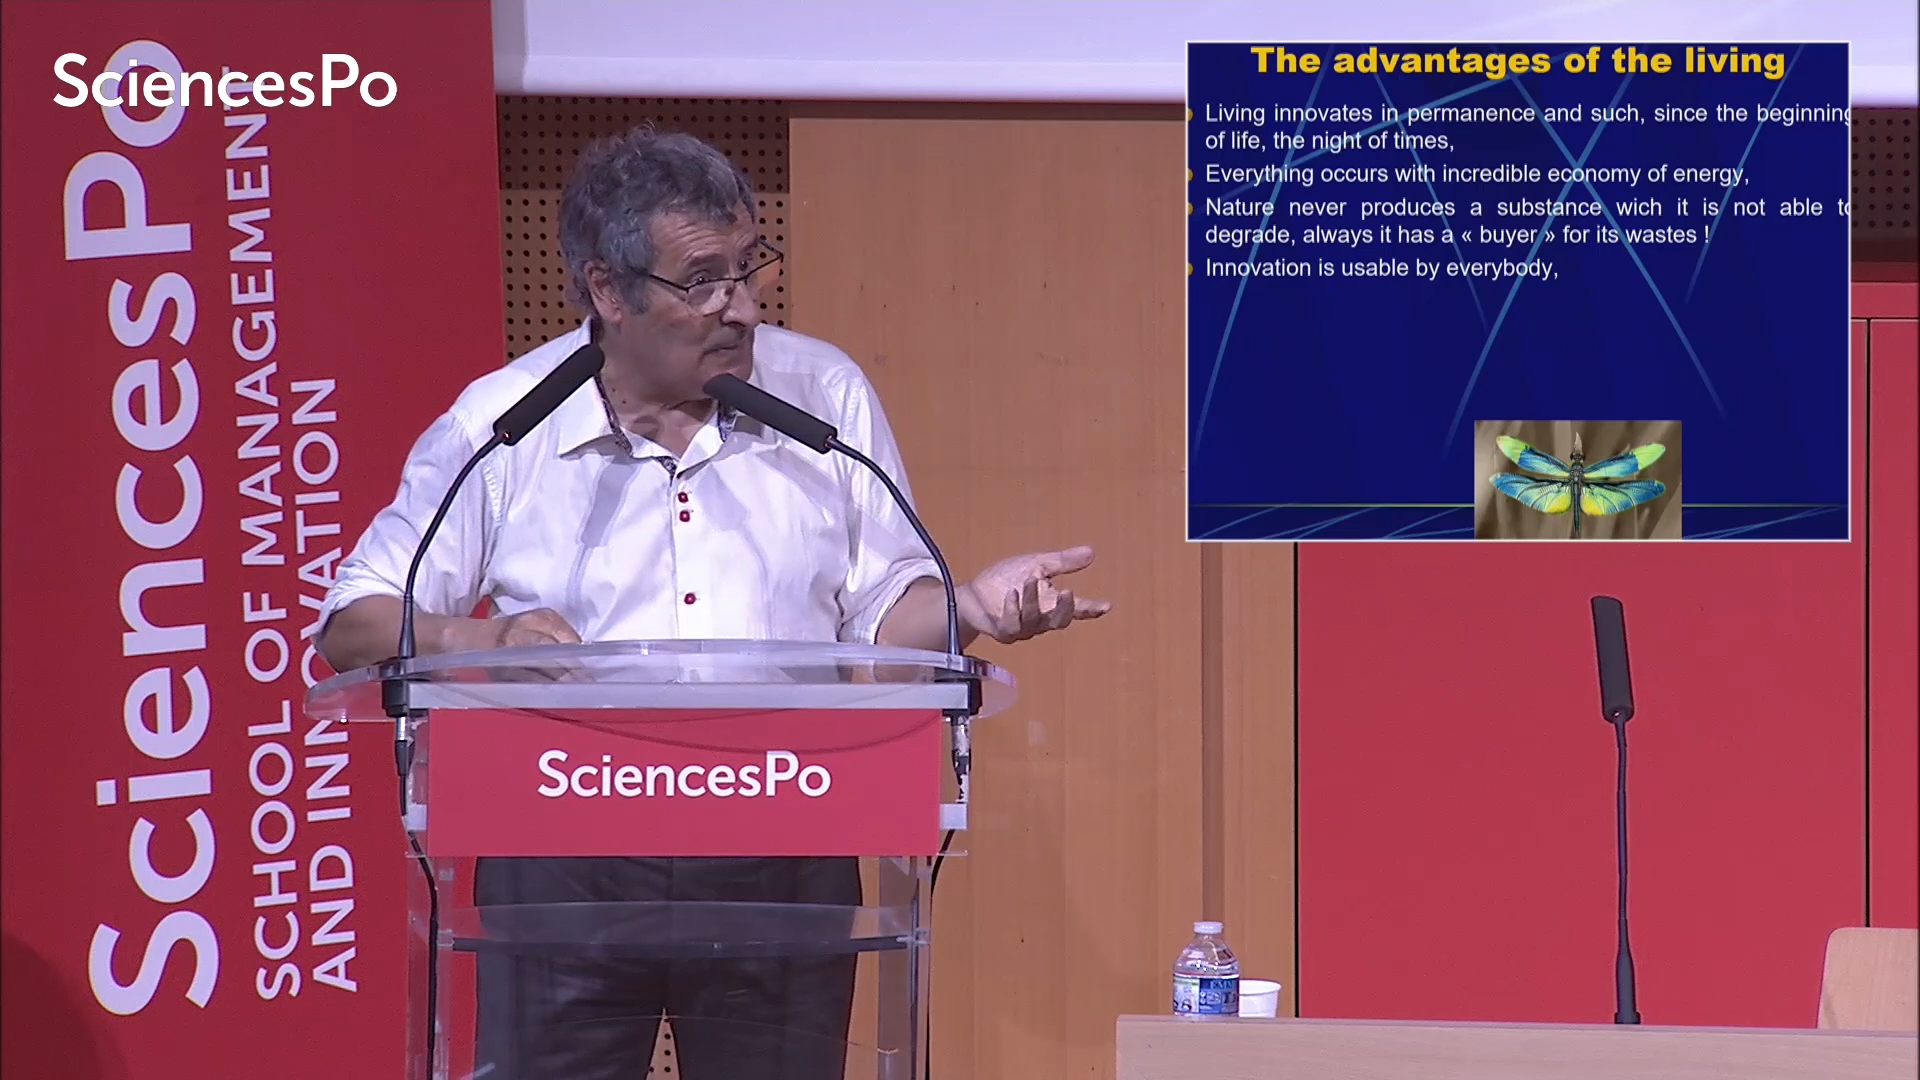 SciencesPo
SciencesPo
SCHOOL OF MANAGEMENT
AND INNOVATION
The advantages of the living
Living innovates in permanence and such, since the beginning
of life, the night of times,
Everything occurs with incredible economy of energy,
Nature never produces a substance wich it is not able to
degrade, always it has a « buyer » for its wastes !
Innovation is usable by everybody,
SciencesPo